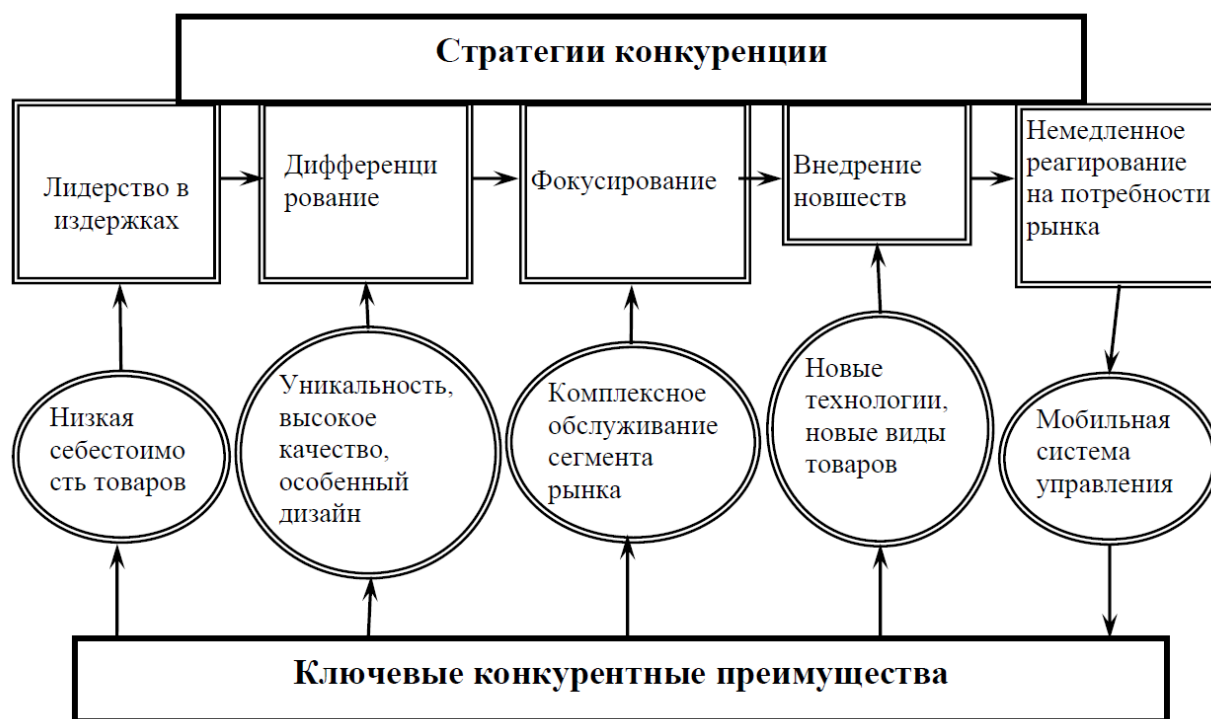 Стратегии конкуренции
Лидерство в
издержках
Дифференци
рование
Фокусирование
Внедрение
новшеств
Немедленное
реагирование
на потребности
рынка
Низкая
себестоимо
сть товаров
Уникальность,
высокое
качество,
особенный
дизайн
Комплексное
обслуживание
сегмента
рынка
Новые
технологии,
новые виды
товаров
Мобильная
система
управления
Ключевые конкурентные преимущества